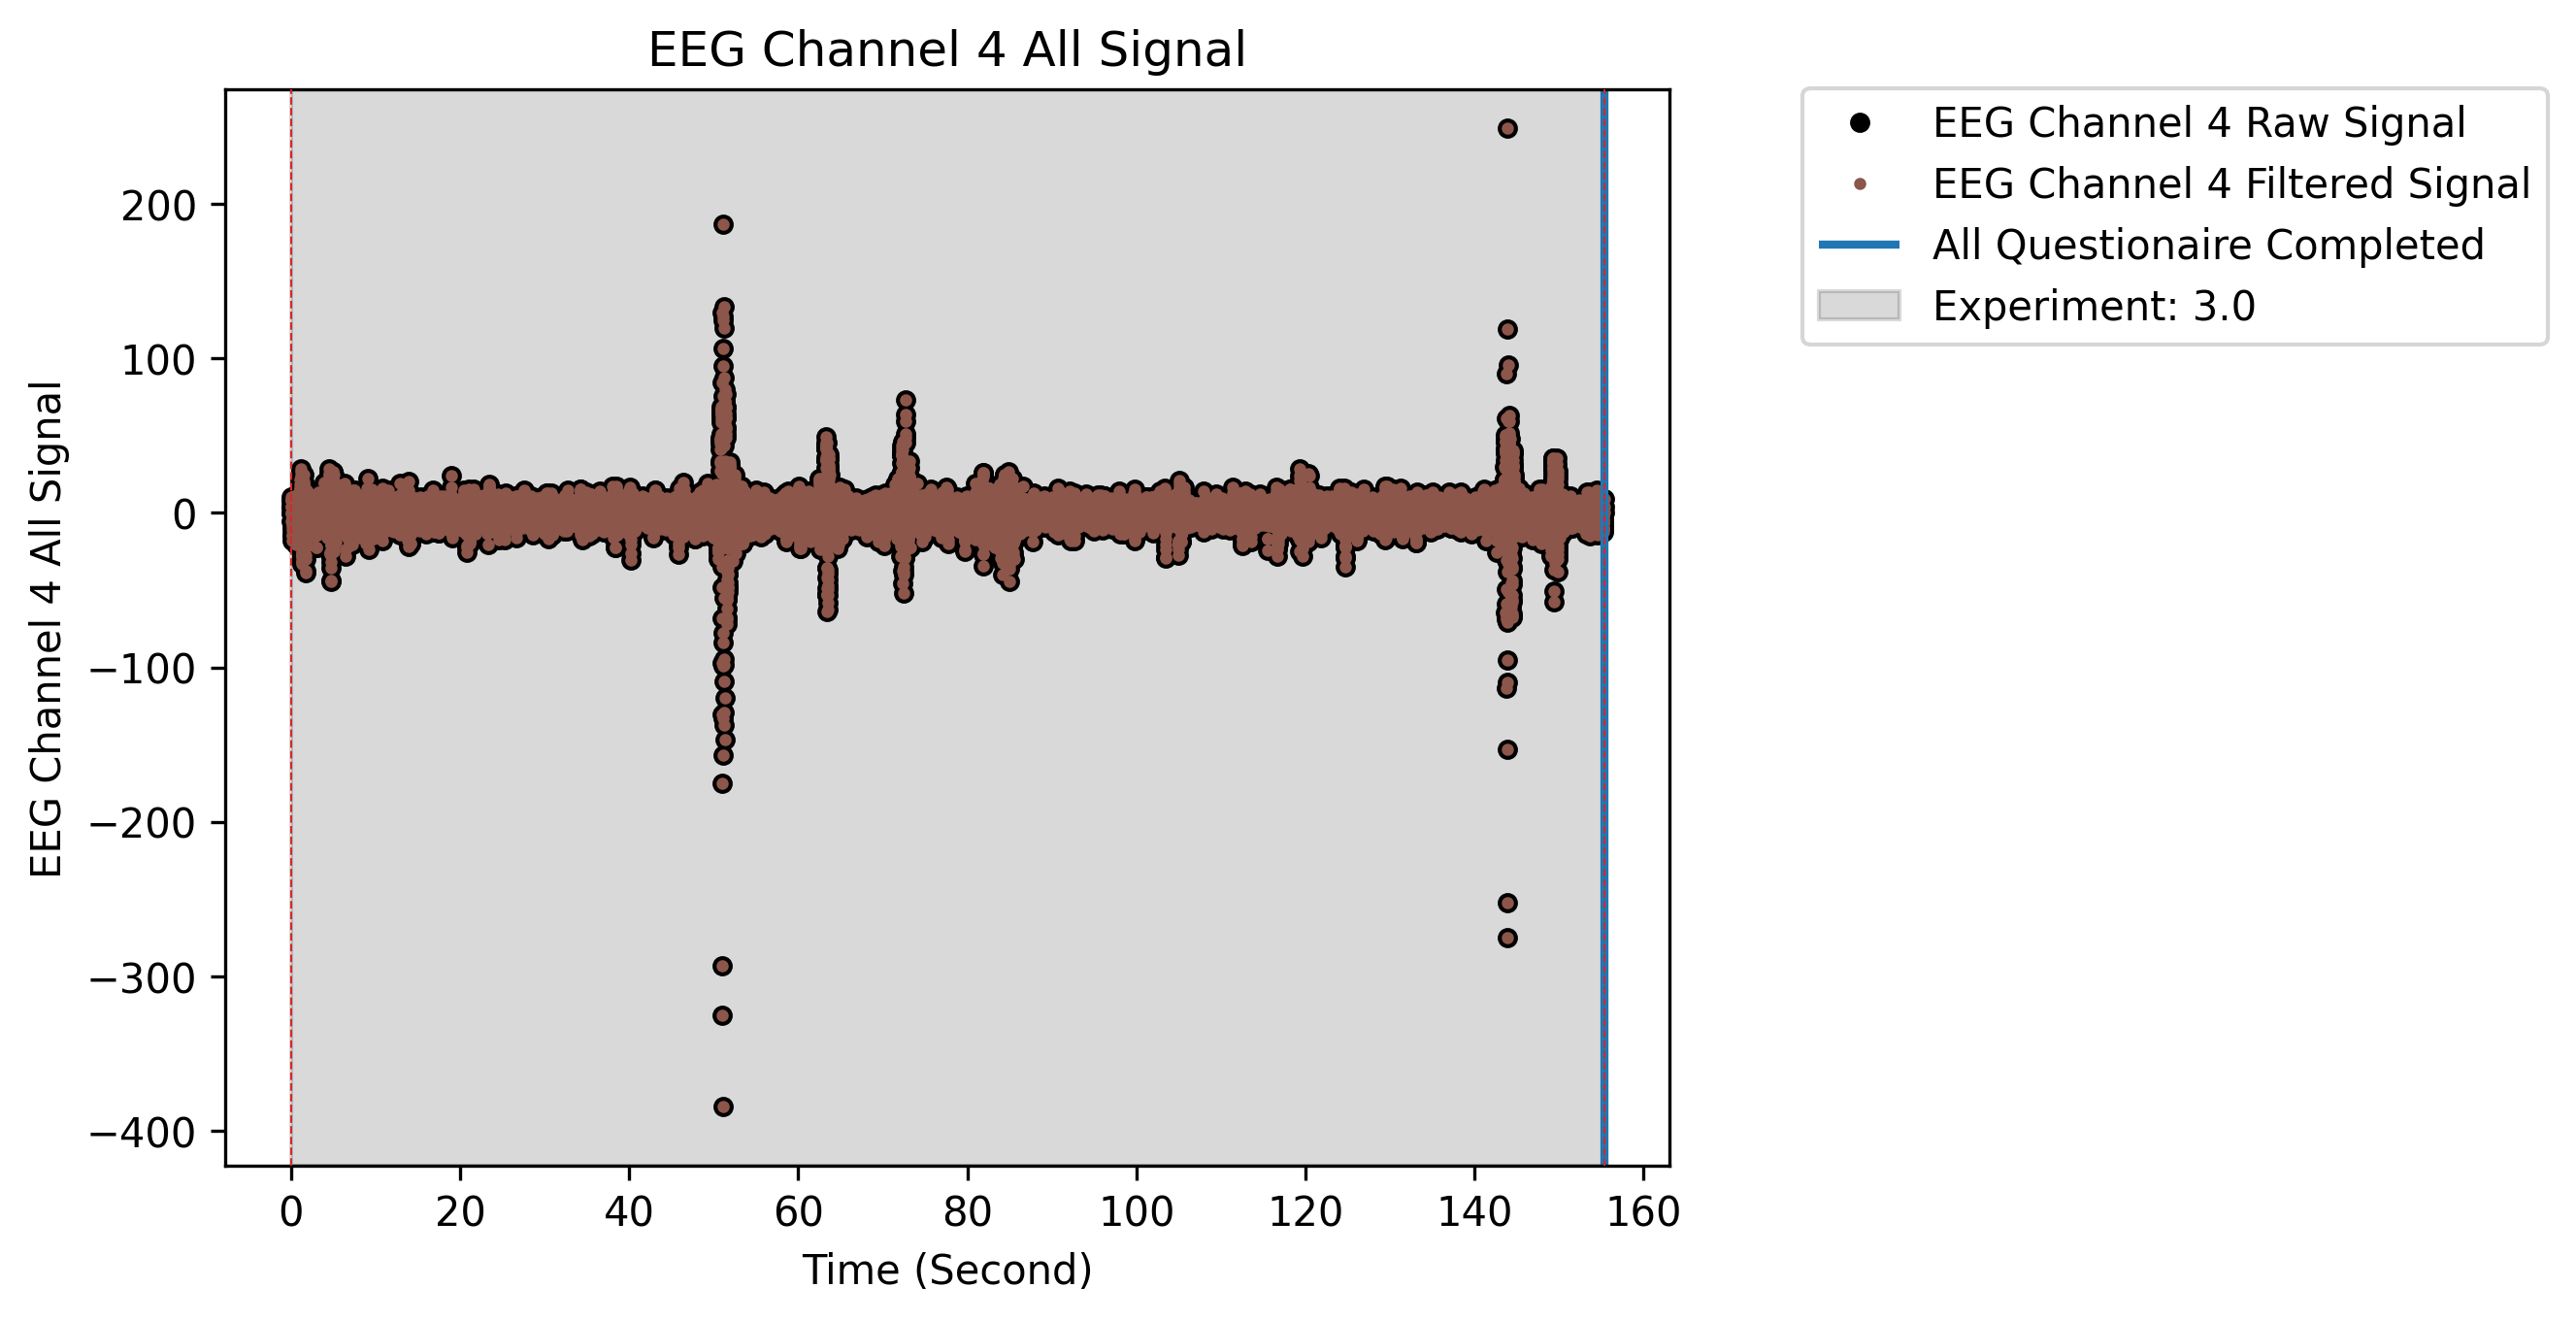 EEG Channel 4 All Signal
EEG Channel 4 Raw Signal
EEG Channel 4 Filtered Signal
All Questionaire Completed
Experiment: 3.0
EEG Channel 4 All Signal
200
100
0
−100
−200
−300
−400
0 20 40 60 80 100 120 140 160
Time (Second)